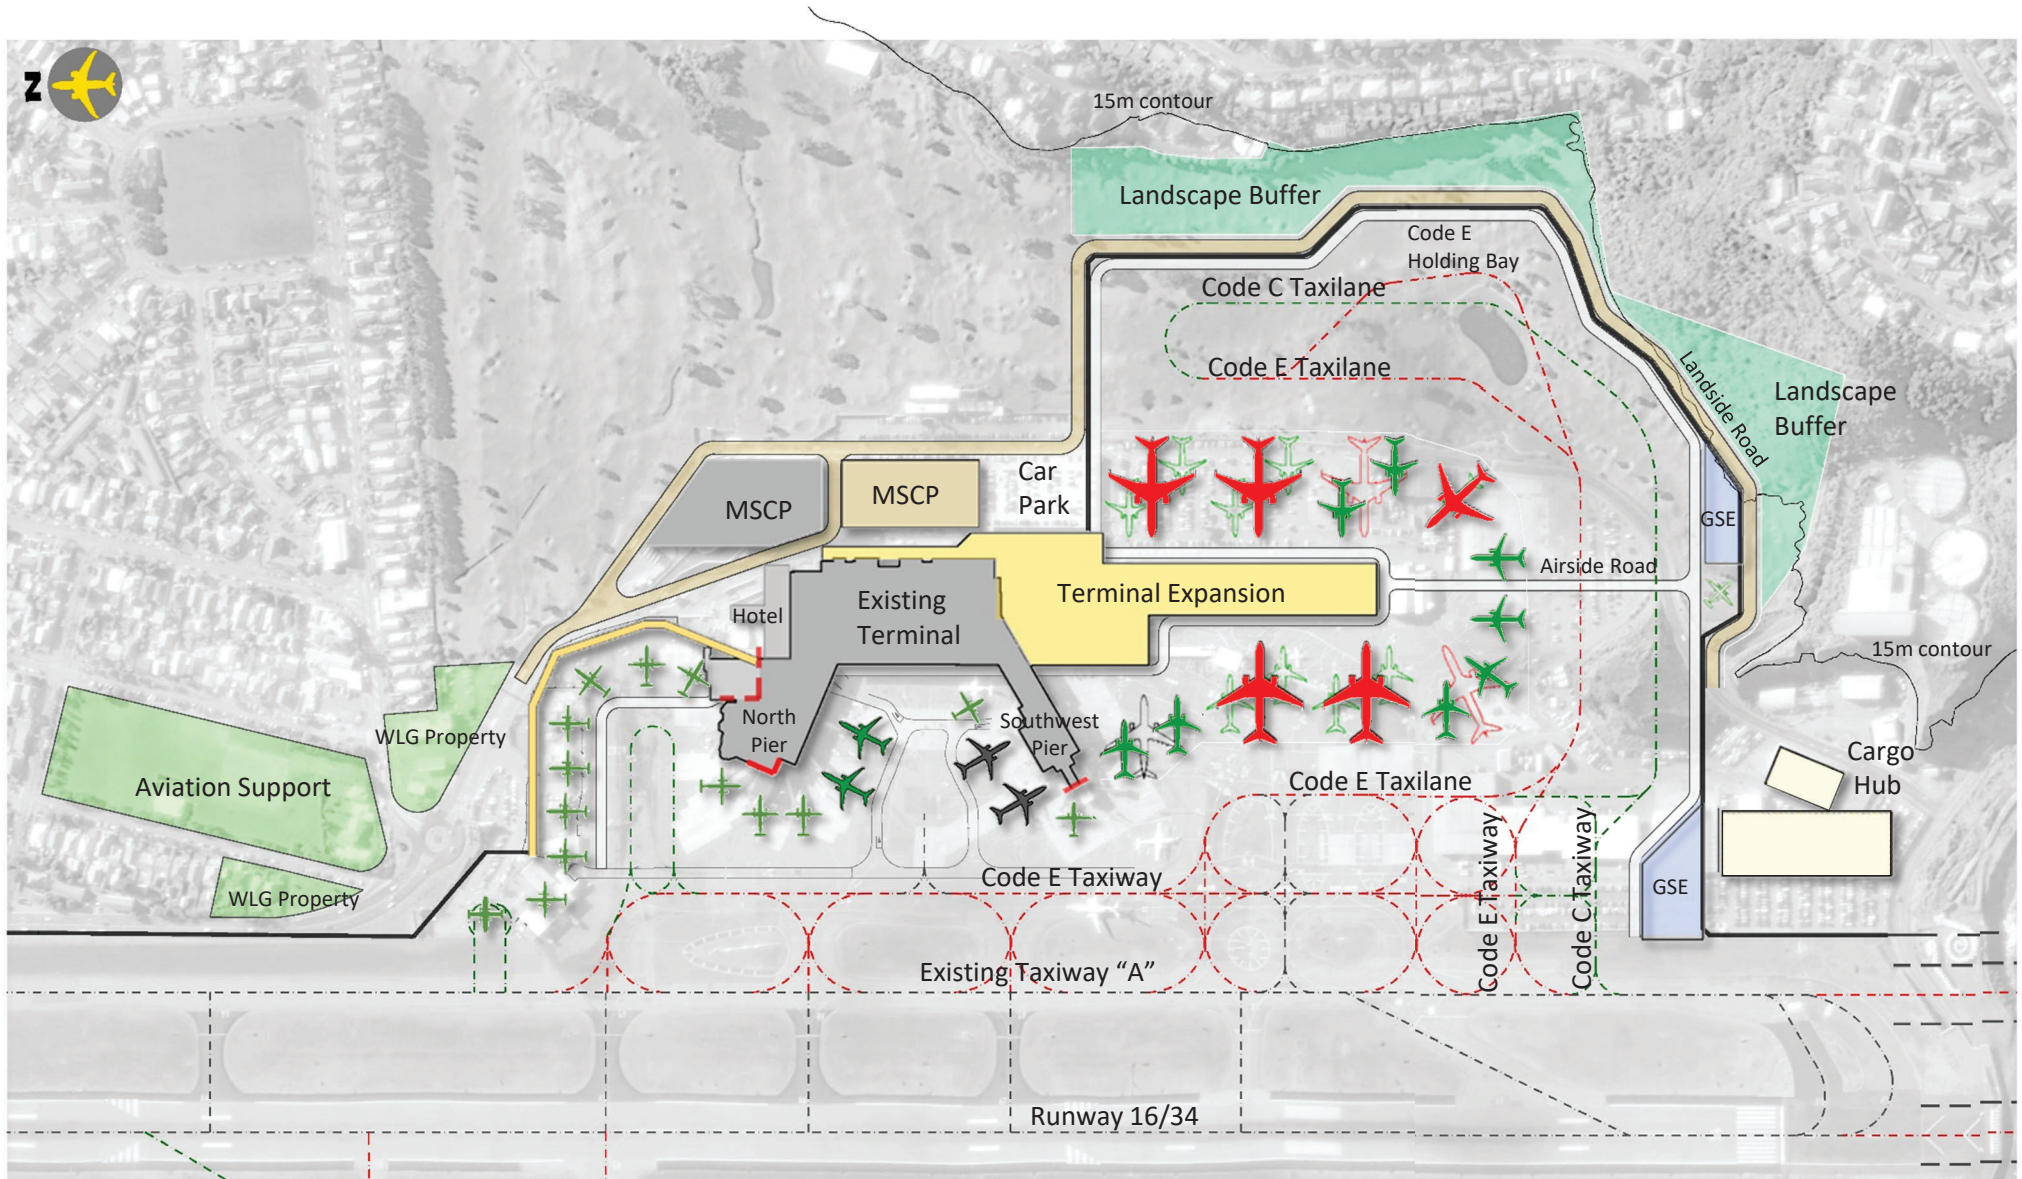 Z
15m contour
Landscape Buffer
Code E
Holding Bay
Code C Taxilane
Code E Taxilane
Landside Road
Landscape
Buffer
MSCP
MSCP
Car
Park
GSE
Airside Road
Terminal Expansion
Existing
Terminal
Hotel
15m contour
North
Pier
Southwest
Pier
WLG Property
Aviation Support
Cargo
Hub
Code E Taxilane
Code E Taxiway
Code C Taxiway
Code E Taxiway
GSE
WLG Property
Existing Taxiway “A”
Runway 16/34